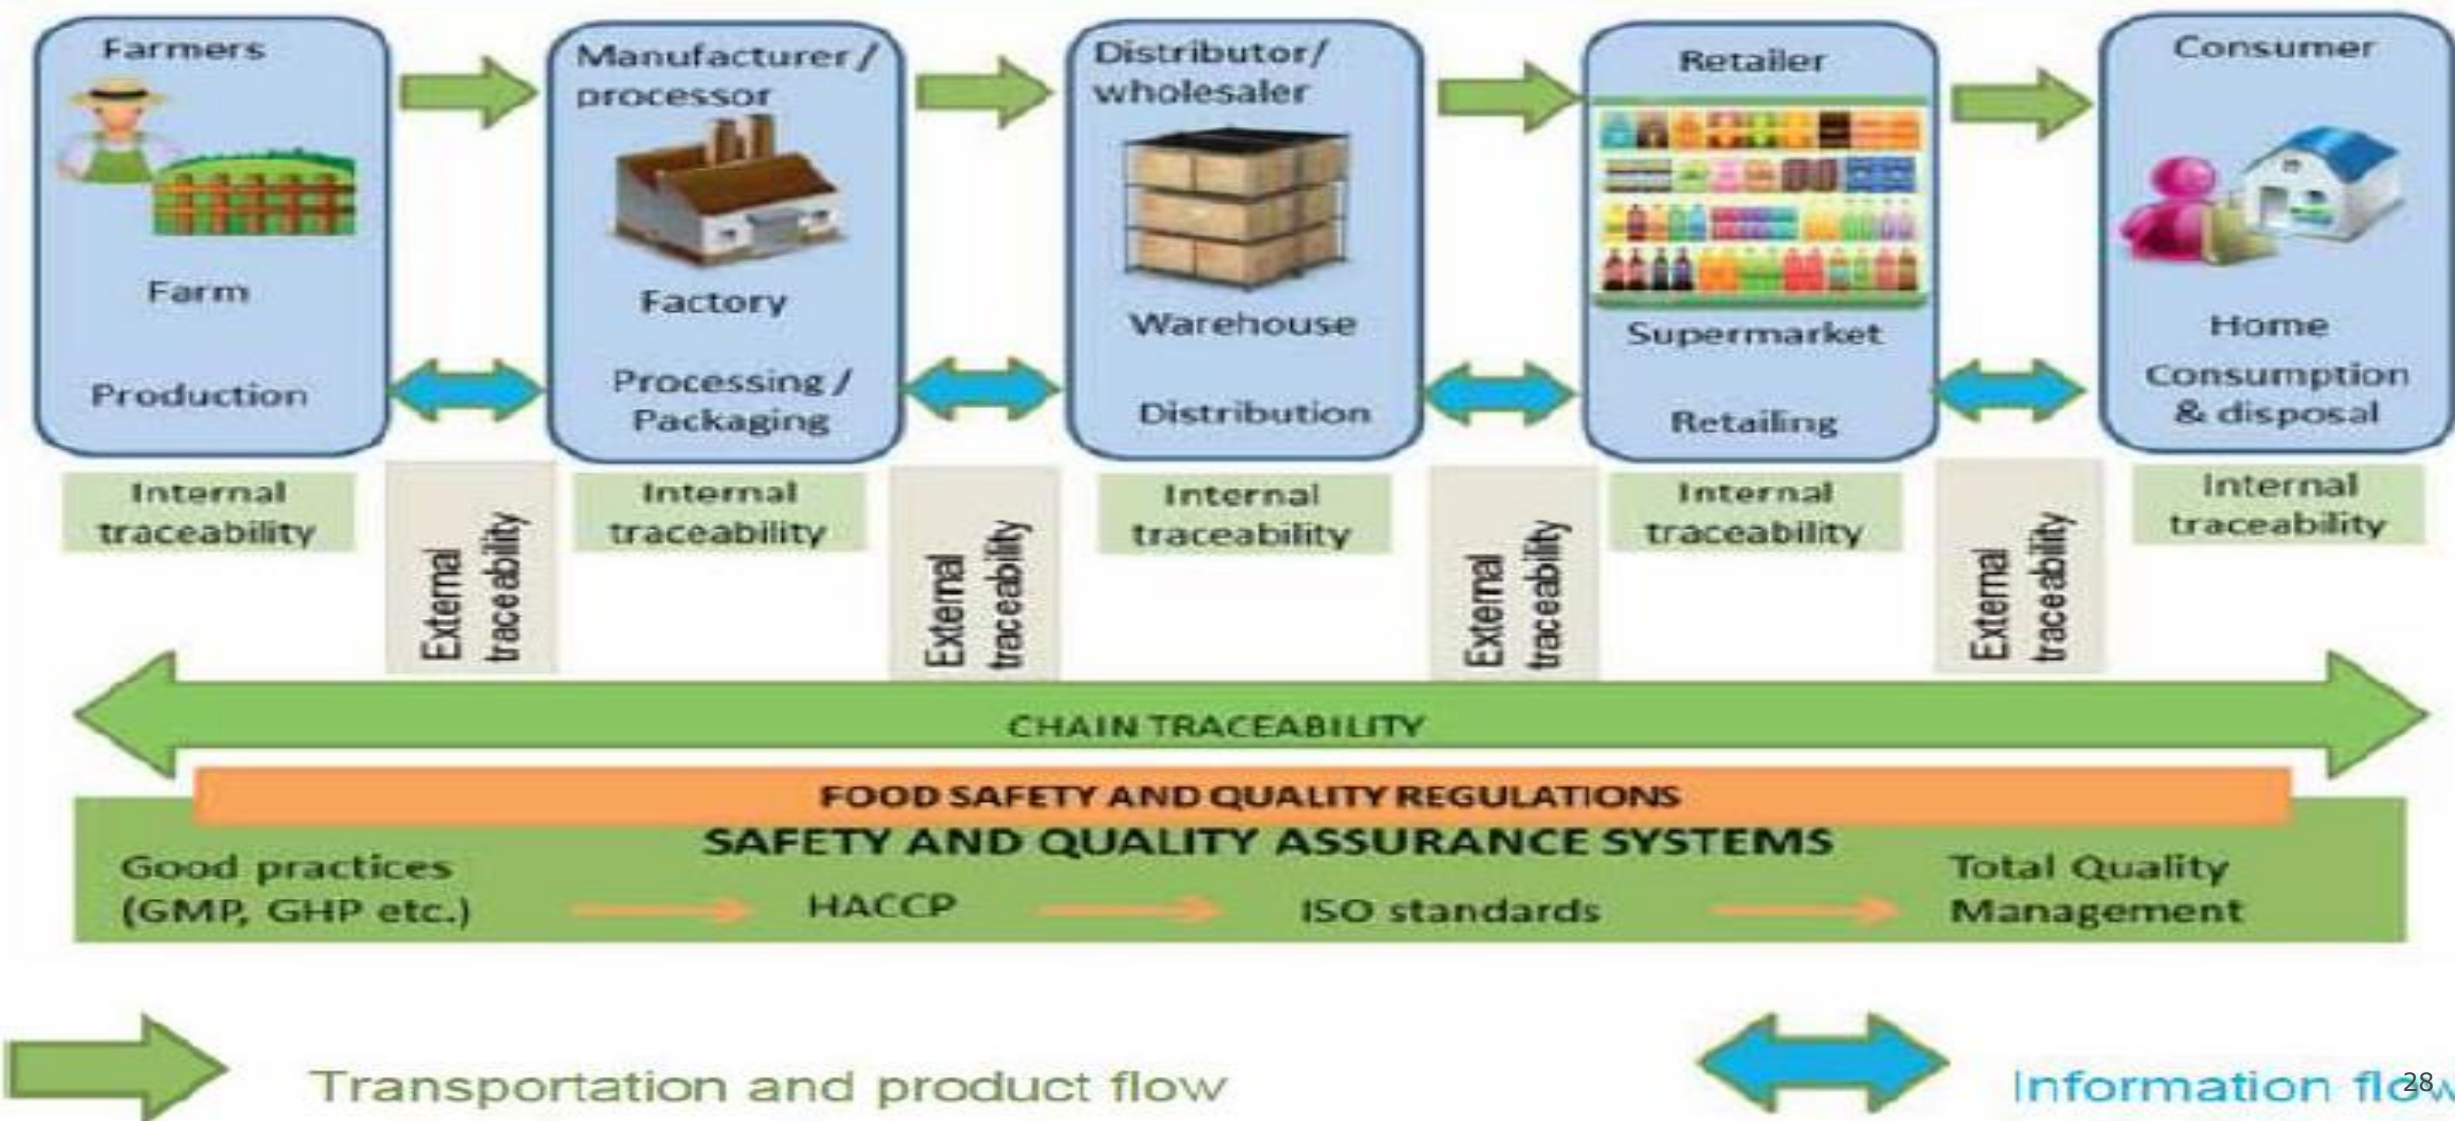 Farmers
Farm
Production
Manufacturer /
processor
Factory
Processing /
Packaging
Distributor/
wholesaler
Warehouse
Distribution
Retailer
Supermarket
Retailing
Consumer
Home
Consumption
& disposal
Internal
traceability
External
traceability
Internal
traceability
External
traceability
Internal
traceability
External
traceability
Internal
traceability
External
traceability
Internal
traceability
CHAIN TRACEABILITY
FOOD SAFETY AND QUALITY REGULATIONS
SAFETY AND QUALITY ASSURANCE SYSTEMS
Good practices
(GMP, GHP etc.)
HACCP
ISO standards
Total Quality
Management
Transportation and product flow
Information flow
28